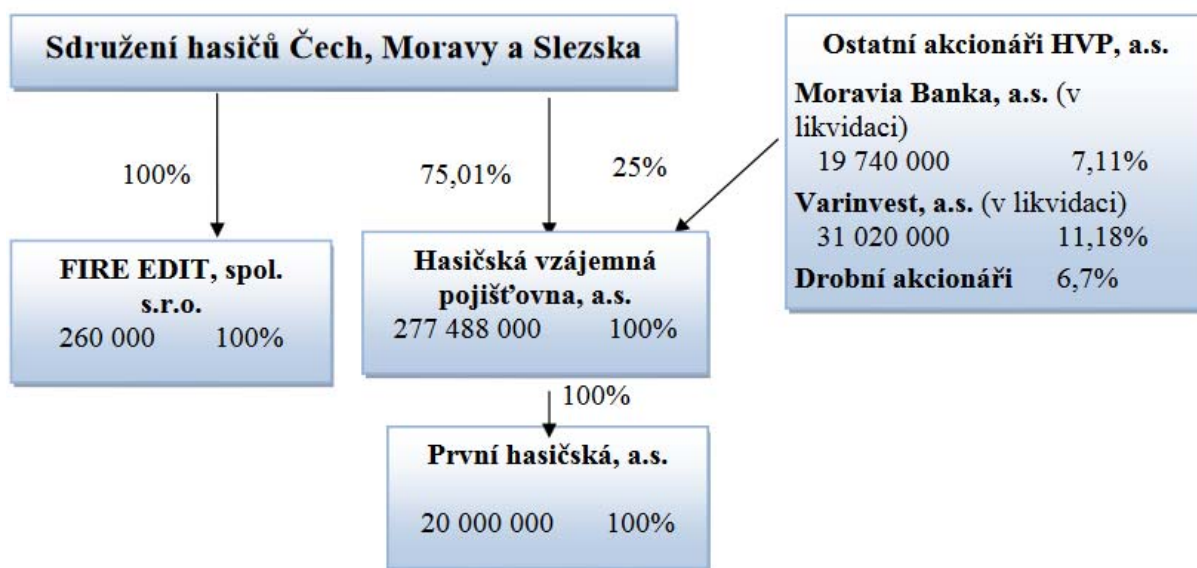 Sdružení hasičů Čech, Moravy a Slezska
Ostatní akcionáři HVP, a.s.
Moravia Banka, a.s. (v
likvidaci)
19 740 000 7,11%
Varinvest, a.s. (v likvidaci)
31 020 000 11,18%
Drobní akcionáři 6,7%
100%
75,01%
25%
FIRE EDIT, spol.
s.r.o.
260 000 100%
Hasičská vzájemná
pojišťovna, a.s.
277 488 000 100%
100%
První hasičská, a.s.
20 000 000 100%